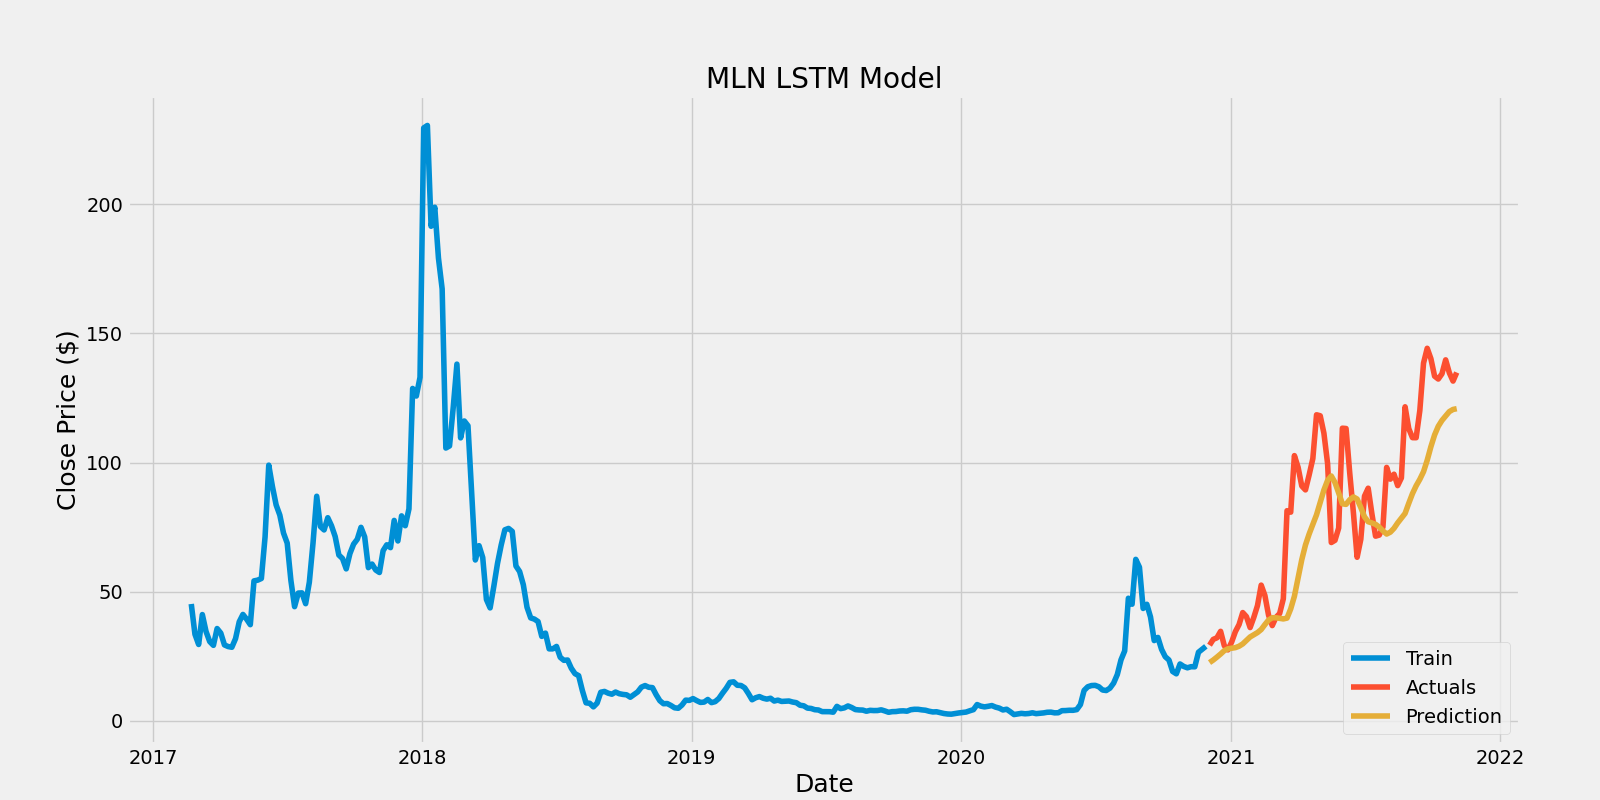 MLN LSTM Model
Close Price ($)
200
150
100
50
0
2017
2018
2019
2020
2021
2022
Date
Train
Actuals
Prediction